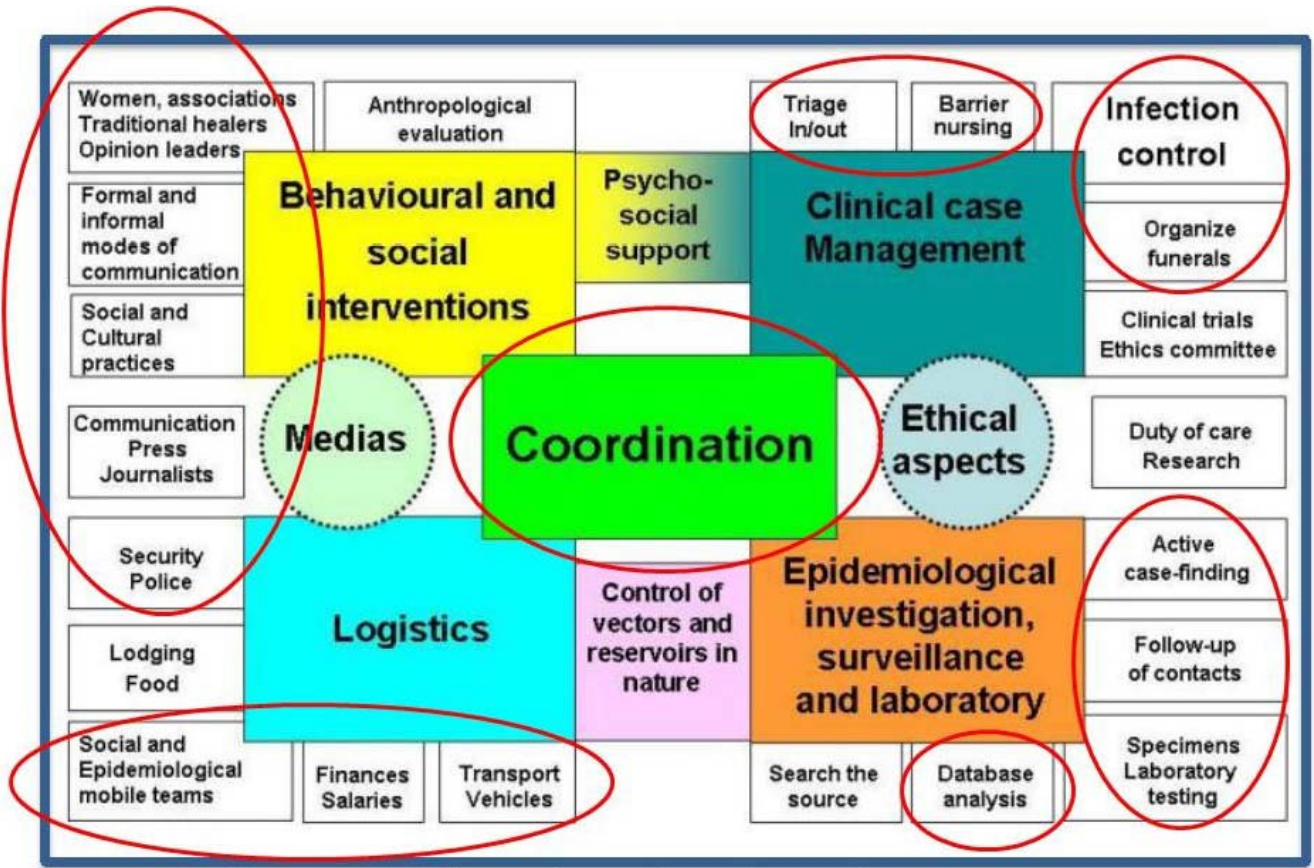 Women, associations
Traditional healers
Opinion leaders
Anthropological
evaluation
Triage
In/out
Barrier
nursing
Infection
control
Formal and
informal
modes of
communication
Behavioural and
social
interventions
Psycho-
social
support
Clinical case
Management
Organize
funerals
Social and
Cultural
practices
Clinical trials
Ethics committee
Communication
Press
Journalists
Medias
Coordination
Ethical
aspects
Duty of care
Research
Security
Police
Logistics
Control of
vectors and
reservoirs in
nature
Epidemiological
investigation,
surveillance
and laboratory
Active
case-finding
Lodging
Food
Follow-up
of contacts
Social and
Epidemiological
mobile teams
Finances
Salaries
Transport
Vehicles
Search the
source
Database
analysis
Specimens
Laboratory
testing